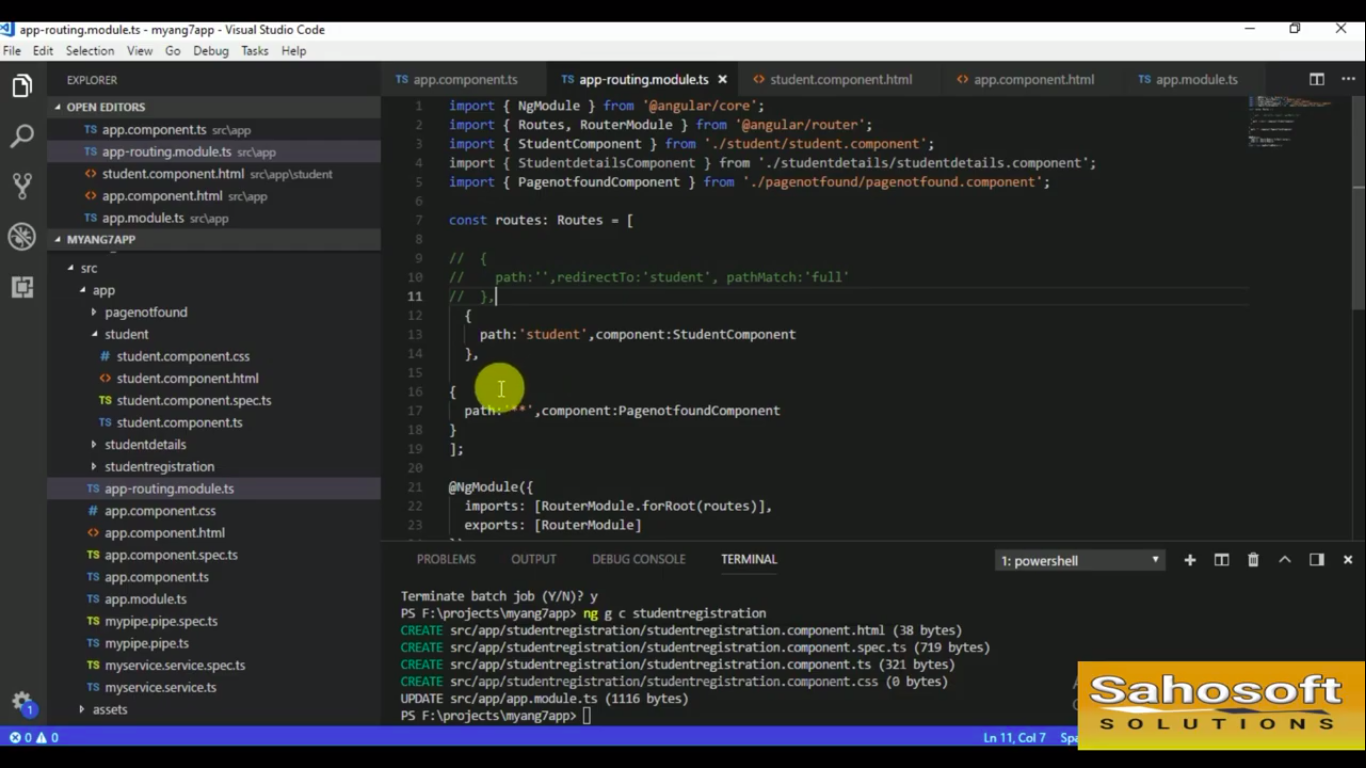 app-routing.module.ts - myang7app - Visual Studio Code
File Edit Selection View Go Debug Tasks Help
EXPLORER
OPEN EDITORS
TS app.component.ts src\app
TS app-routing.module.ts src\app
<> student.component.html src\app\student
<> app.component.html src\app
TS app.module.ts src\app
MYANG7APP
src
app
pagenotfound
student
# student.component.css
<> student.component.html
TS student.component.spec.ts
TS student.component.ts
studentdetails
studentregistration
TS app-routing.module.ts
# app.component.css
<> app.component.html
TS app.component.spec.ts
TS app.component.ts
TS app.module.ts
TS mypipe.pipe.spec.ts
TS mypipe.pipe.ts
TS myservice.service.spec.ts
TS myservice.service.ts
assets
TS app.component.ts TS app-routing.module.ts <> student.component.html <> app.component.html TS app.module.ts
1 import { NgModule } from '@angular/core';
2 import { Routes, RouterModule } from '@angular/router';
3 import { StudentComponent } from './student/student.component';
4 import { StudentdetailsComponent } from './studentdetails/studentdetails.component';
5 import { PagenotfoundComponent } from './pagenotfound/pagenotfound.component';
6
7 const routes: Routes = [
8
9 // {
10 // path:'',redirectTo:'student', pathMatch:'full'
11 // },
12 {
13 path:'student',component:StudentComponent
14 },
15
16 {
17 path:'**',component:PagenotfoundComponent
18 }
19 ];
20
21 @NgModule({
22 imports: [RouterModule.forRoot(routes)],
23 exports: [RouterModule]
PROBLEMS OUTPUT DEBUG CONSOLE TERMINAL 1: powershell
Terminate batch job (Y/N)? y
PS F:\projects\myang7app> ng g c studentregistration
CREATE src/app/studentregistration/studentregistration.component.html (38 bytes)
CREATE src/app/studentregistration/studentregistration.component.spec.ts (719 bytes)
CREATE src/app/studentregistration/studentregistration.component.ts (321 bytes)
CREATE src/app/studentregistration/studentregistration.component.css (0 bytes)
UPDATE src/app/app.module.ts (1116 bytes)
PS F:\projects\myang7app>
1
0 0 Ln 11, Col 7
Sahosoft
SOLUTIONS